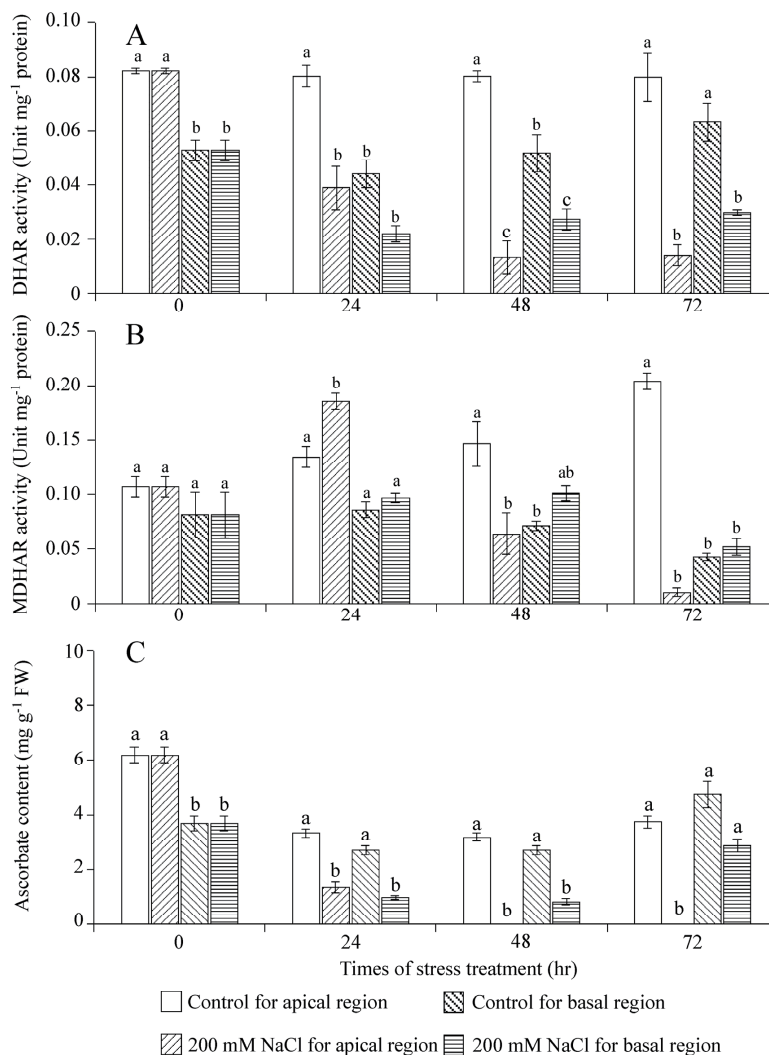 A
DHAR activity (Unit mg-1 protein)
0.10
0.08
0.06
0.04
0.02
0
a a b b
a b b b
a c b c
a b a b
0 24 48 72
B
MDHAR activity (Unit mg-1 protein)
0.25
0.20
0.15
0.10
0.05
0
a a a a
a b a a
a b b ab
a b b b
0 24 48 72
C
Ascorbate content (mg g-1 FW)
10
8
6
4
2
0
a a b b
a b a b
a b a b
a b a a
0 24 48 72
Times of stress treatment (hr)
Control for apical region
Control for basal region
200 mM NaCl for apical region
200 mM NaCl for basal region